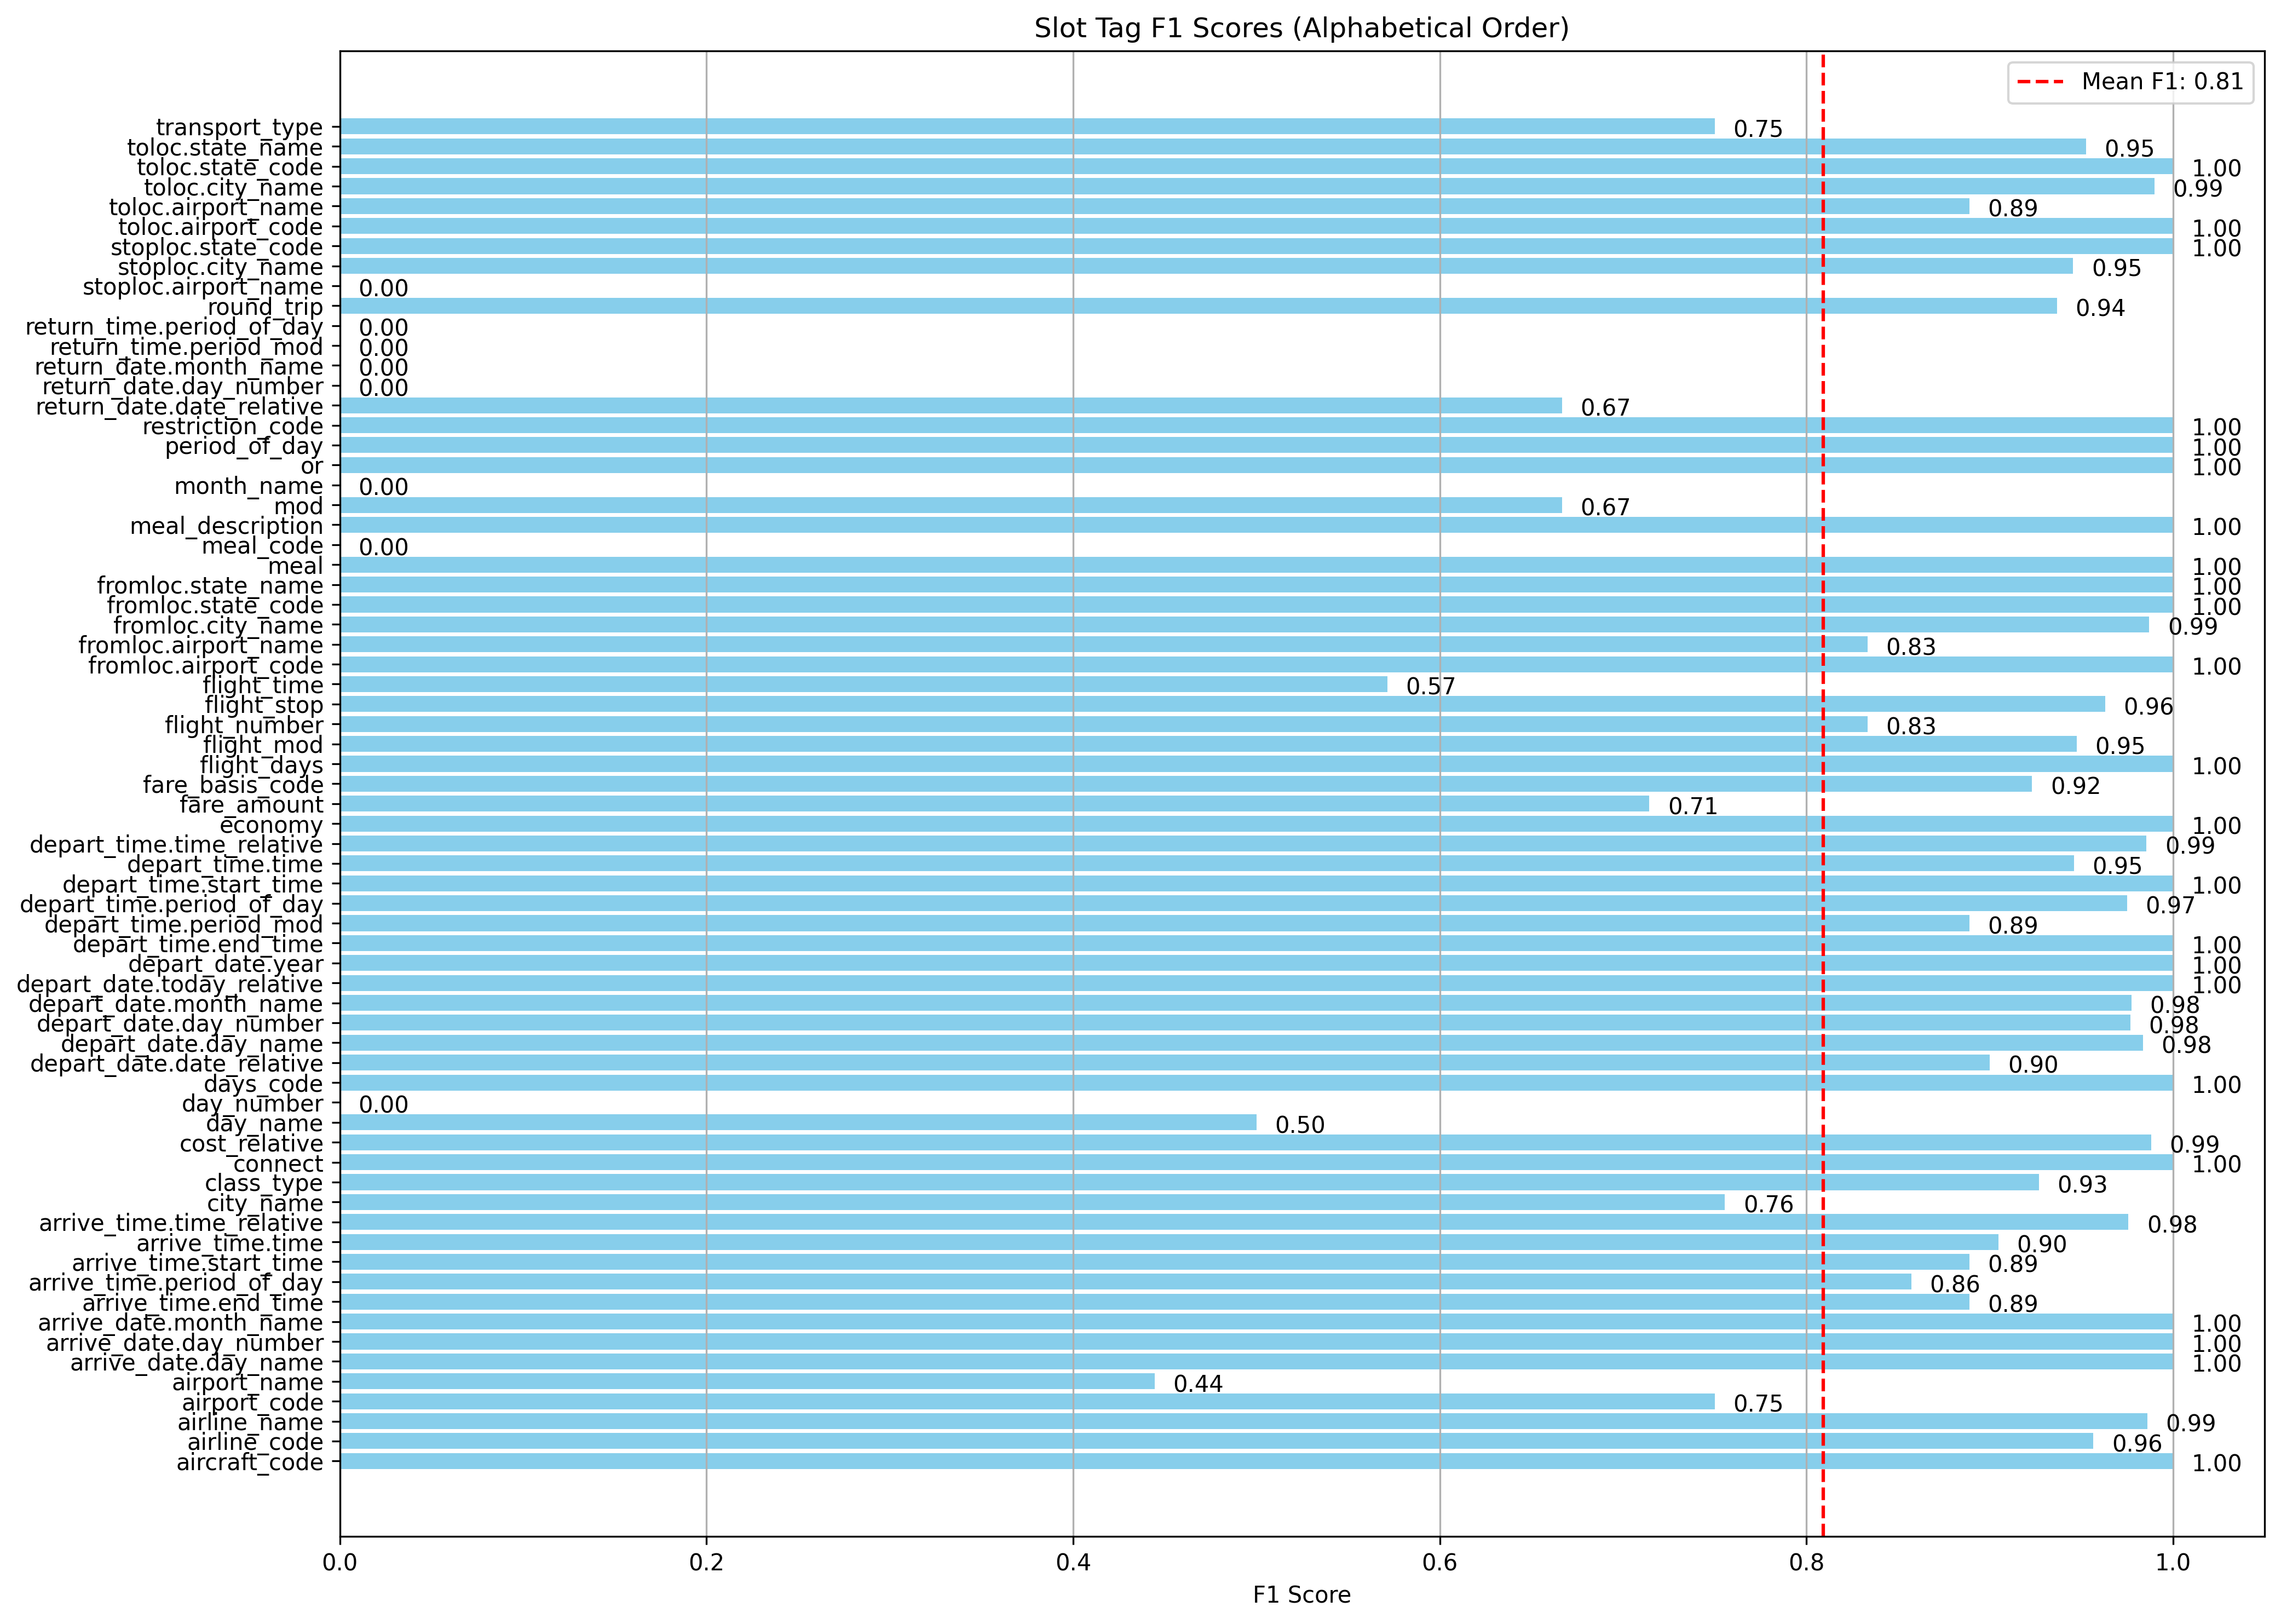 Slot Tag F1 Scores (Alphabetical Order)
Mean F1: 0.81
transport_type 0.75
toloc.state_name 0.95
toloc.state_code 1.00
toloc.city_name 0.99
toloc.airport_name 0.89
toloc.airport_code 1.00
stoploc.state_code 1.00
stoploc.city_name 0.95
stoploc.airport_name 0.00
round_trip 0.94
return_time.period_of_day 0.00
return_time.period_mod 0.00
return_date.month_name 0.00
return_date.day_number 0.00
return_date.date_relative 0.67
restriction_code 1.00
period_of_day 1.00
or 1.00
month_name 0.00
mod 0.67
meal_description 1.00
meal_code 0.00
meal 1.00
fromloc.state_name 1.00
fromloc.state_code 1.00
fromloc.city_name 0.99
fromloc.airport_name 0.83
fromloc.airport_code 1.00
flight_time 0.57
flight_stop 0.96
flight_number 0.83
flight_mod 0.95
flight_days 1.00
fare_basis_code 0.92
fare_amount 0.71
economy 1.00
depart_time.time_relative 0.99
depart_time.time 0.95
depart_time.start_time 1.00
depart_time.period_of_day 0.97
depart_time.period_mod 0.89
depart_time.end_time 1.00
depart_date.year 1.00
depart_date.today_relative 1.00
depart_date.month_name 0.98
depart_date.day_number 0.98
depart_date.day_name 0.98
depart_date.date_relative 0.90
days_code 1.00
day_number 0.00
day_name 0.50
cost_relative 0.99
connect 1.00
class_type 0.93
city_name 0.76
arrive_time.time_relative 0.98
arrive_time.time 0.90
arrive_time.start_time 0.89
arrive_time.period_of_day 0.86
arrive_time.end_time 0.89
arrive_date.month_name 1.00
arrive_date.day_number 1.00
arrive_date.day_name 1.00
airport_name 0.44
airport_code 0.75
airline_name 0.99
airline_code 0.96
aircraft_code 1.00
0.0 0.2 0.4 0.6 0.8 1.0
F1 Score